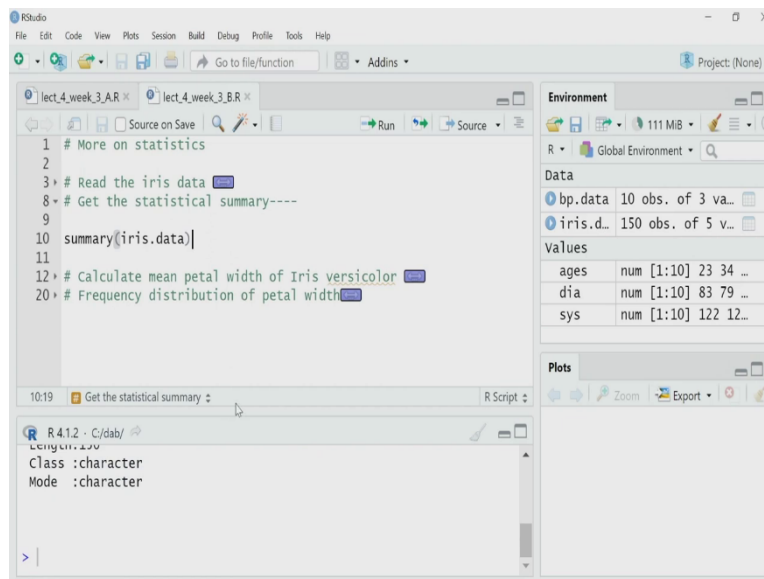 RStudio
File Edit Code View Plots Session Build Debug Profile Tools Help
Go to file/function
Addins
Project: (None)
lect_4_week_3_A.R
lect_4_week_3_B.R
Source on Save
Run
Source
1 # More on statistics
2
3 # Read the iris data
8 # Get the statistical summary----
9
10 summary(iris.data)
11
12 # Calculate mean petal width of Iris versicolor
20 # Frequency distribution of petal width
10:19 Get the statistical summary
R Script
R 4.1.2 · C:/dab/
Class :character
Mode :character
>
Environment
111 MiB
R
Global Environment
Data
bp.data 10 obs. of 3 va…
iris.d… 150 obs. of 5 v…
Values
ages num [1:10] 23 34 …
dia num [1:10] 83 79 …
sys num [1:10] 122 12…
Plots
Zoom
Export